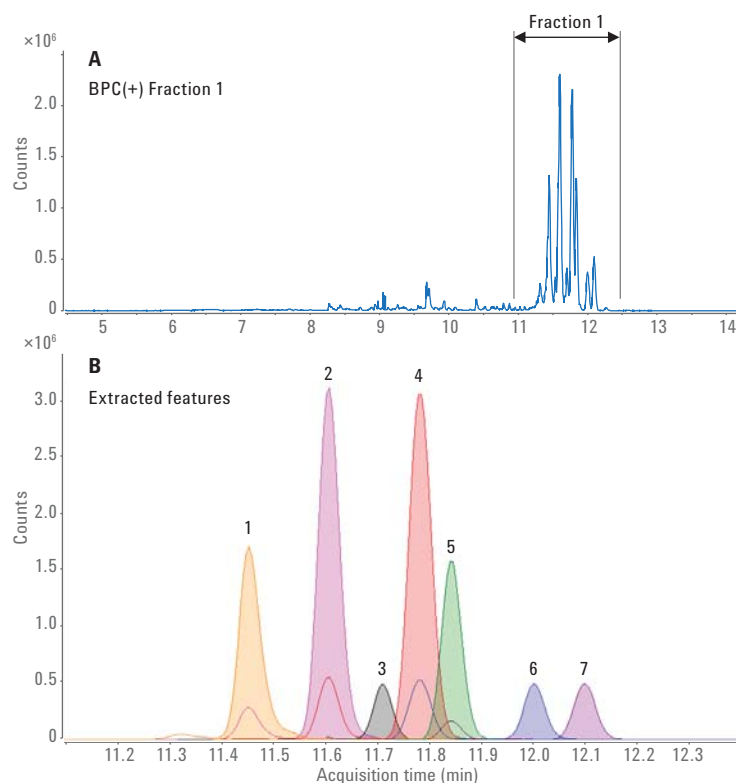 Fraction 1
×10⁶
A
BPC(+) Fraction 1
2.0
1.5
1.0
0.5
0
Counts
5 6 7 8 9 10 11 12 13 14
×10⁶
B
Extracted features
3.0
2.5
2.0
1.5
1.0
0.5
0
Counts
1 2 3 4 5 6 7
11.2 11.3 11.4 11.5 11.6 11.7 11.8 11.9 12.0 12.1 12.2 12.3
Acquisition time (min)